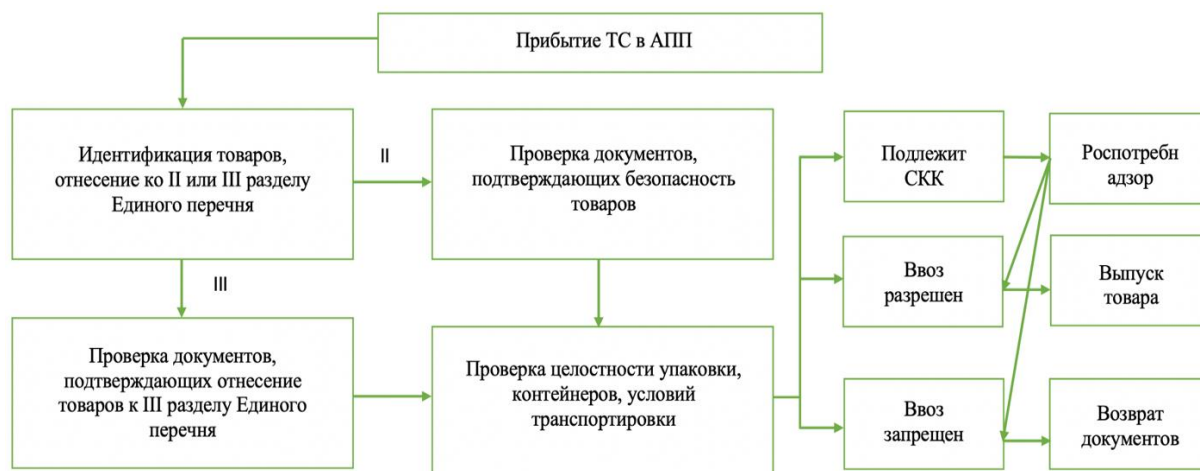 Прибытие ТС в АПП
Идентификация товаров,
отнесение ко II или III разделу
Единого перечня
II
Проверка документов,
подтверждающих безопасность
товаров
Подлежит
СКК
Роспотребн
адзор
III
Ввоз
разрешен
Выпуск
товара
Проверка документов,
подтверждающих отнесение
товаров к III разделу Единого
перечня
Проверка целостности упаковки,
контейнеров, условий
транспортировки
Ввоз
запрещен
Возврат
документов